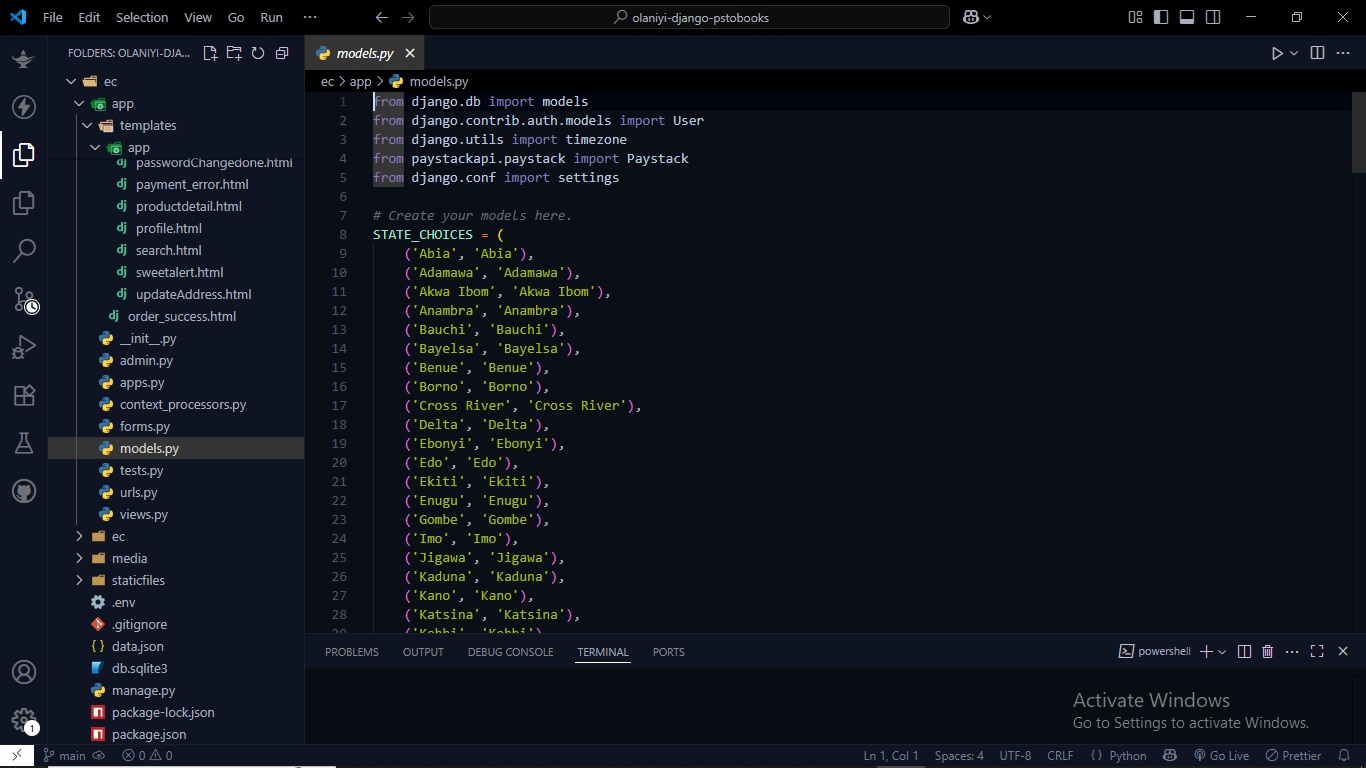 File Edit Selection View Go Run ··· olaniyi-django-pstobooks
FOLDERS: OLANIYI-DJA...
ec
app
templates
app
passwordChangedone.html
payment_error.html
productdetail.html
profile.html
search.html
sweetalert.html
updateAddress.html
order_success.html
__init__.py
admin.py
apps.py
context_processors.py
forms.py
models.py
tests.py
urls.py
views.py
ec
media
staticfiles
.env
.gitignore
data.json
db.sqlite3
manage.py
package-lock.json
package.json
1
models.py
ec > app > models.py
1 from django.db import models
2 from django.contrib.auth.models import User
3 from django.utils import timezone
4 from paystackapi.paystack import Paystack
5 from django.conf import settings
6
7 # Create your models here.
8 STATE_CHOICES = (
9 ('Abia', 'Abia'),
10 ('Adamawa', 'Adamawa'),
11 ('Akwa Ibom', 'Akwa Ibom'),
12 ('Anambra', 'Anambra'),
13 ('Bauchi', 'Bauchi'),
14 ('Bayelsa', 'Bayelsa'),
15 ('Benue', 'Benue'),
16 ('Borno', 'Borno'),
17 ('Cross River', 'Cross River'),
18 ('Delta', 'Delta'),
19 ('Ebonyi', 'Ebonyi'),
20 ('Edo', 'Edo'),
21 ('Ekiti', 'Ekiti'),
22 ('Enugu', 'Enugu'),
23 ('Gombe', 'Gombe'),
24 ('Imo', 'Imo'),
25 ('Jigawa', 'Jigawa'),
26 ('Kaduna', 'Kaduna'),
27 ('Kano', 'Kano'),
28 ('Katsina', 'Katsina'),
29 ('Kebbi', 'Kebbi')
PROBLEMS OUTPUT DEBUG CONSOLE TERMINAL PORTS powershell
Activate Windows
Go to Settings to activate Windows.
main 0 0 Ln 1, Col 1 Spaces: 4 UTF-8 CRLF {} Python Go Live Prettier